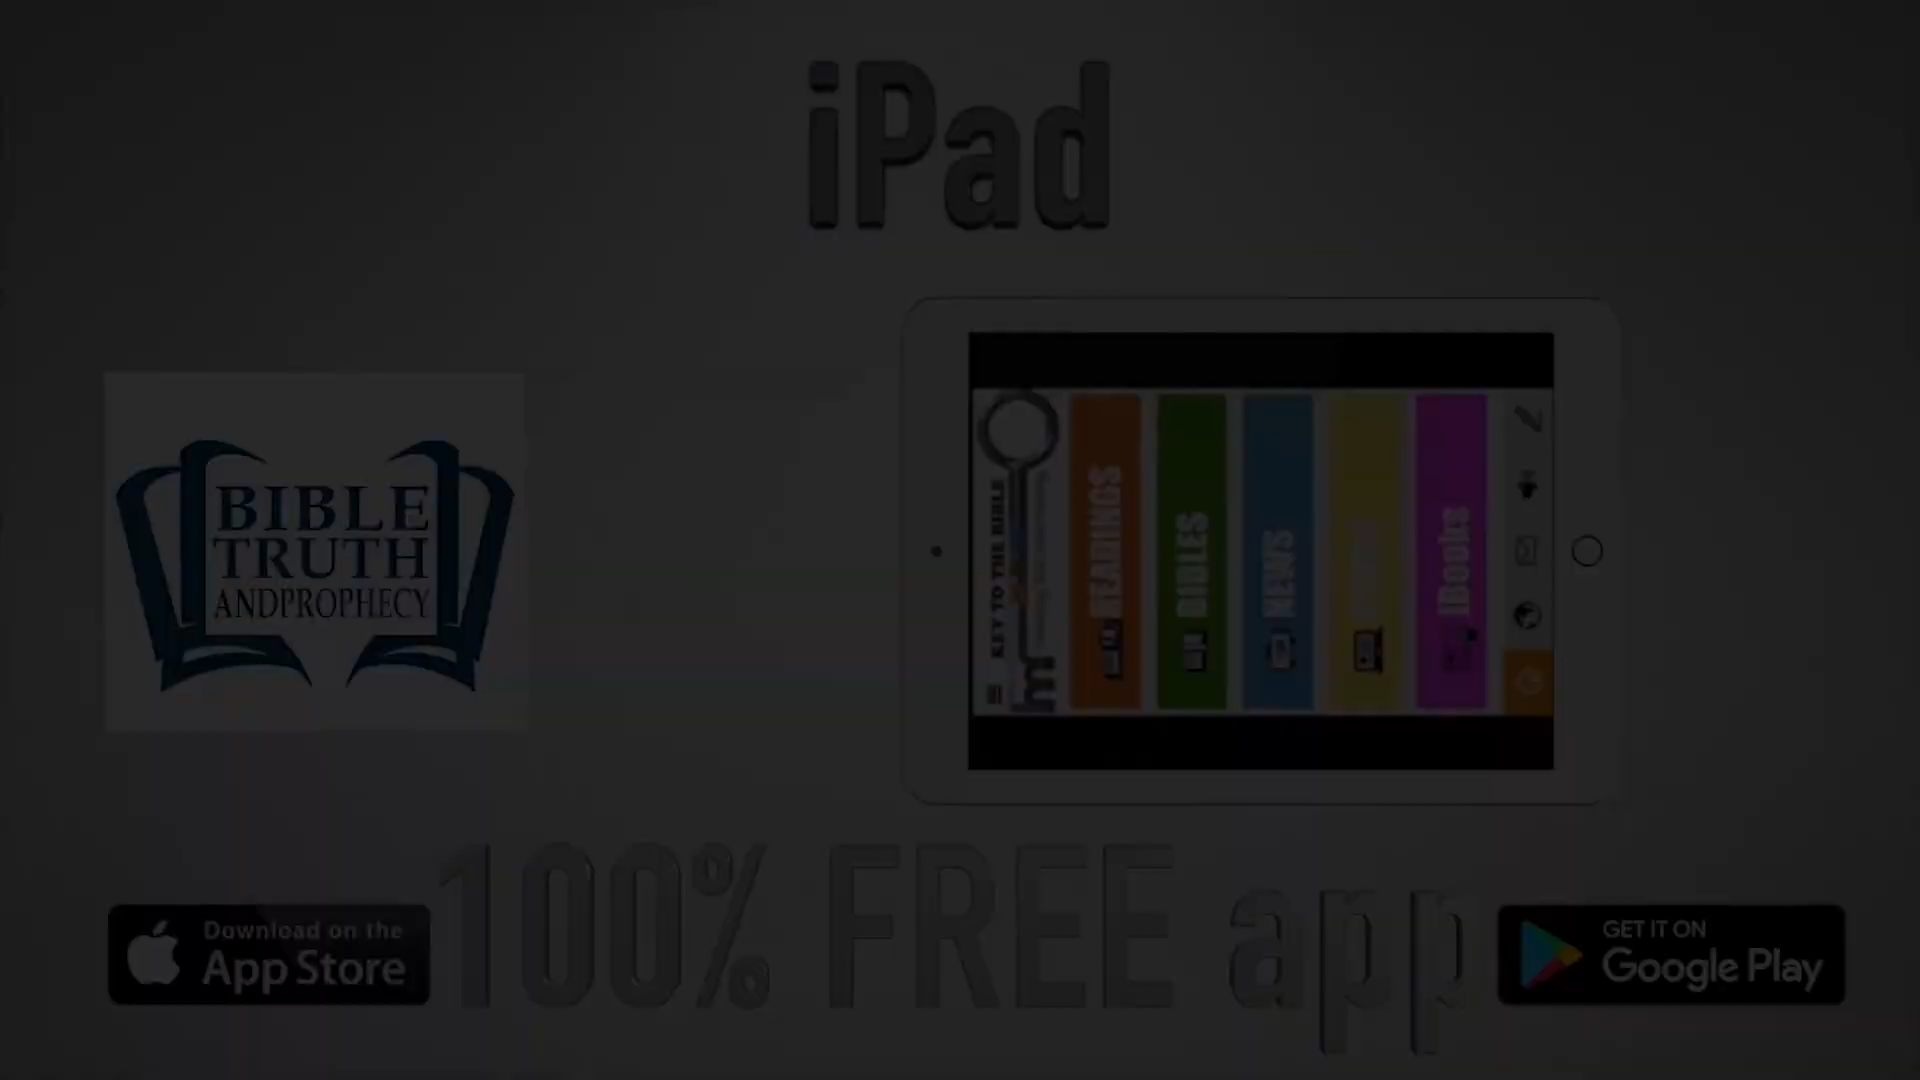 iPad
BIBLE
TRUTH
ANDPROPHECY
KEY TO THE BIBLE
READINGS
BIBLES
NEWS
iBooks
100% FREE app
Download on the
App Store
GET IT ON
Google Play